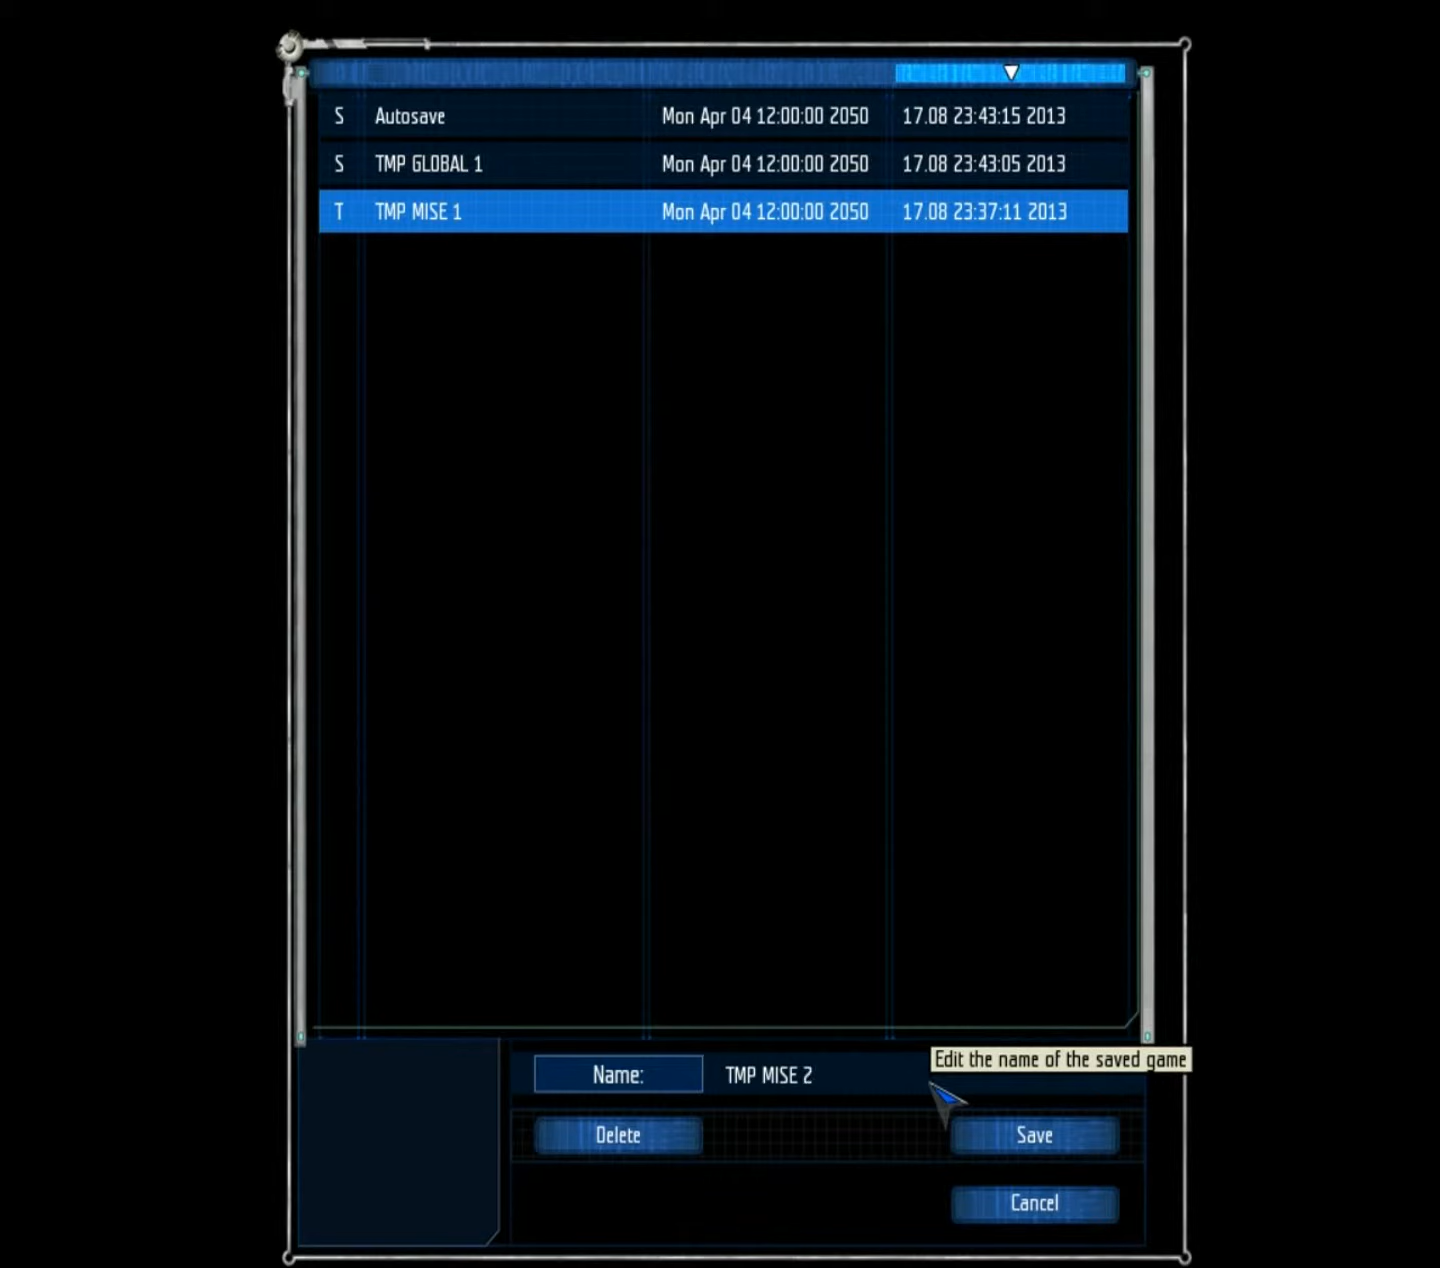 S Autosave Mon Apr 04 12:00:00 2050 17.08 23:43:15 2013
S TMP GLOBAL 1 Mon Apr 04 12:00:00 2050 17.08 23:43:05 2013
T TMP MISE 1 Mon Apr 04 12:00:00 2050 17.08 23:37:11 2013
Edit the name of the saved game
Name: TMP MISE 2
Delete Save
Cancel